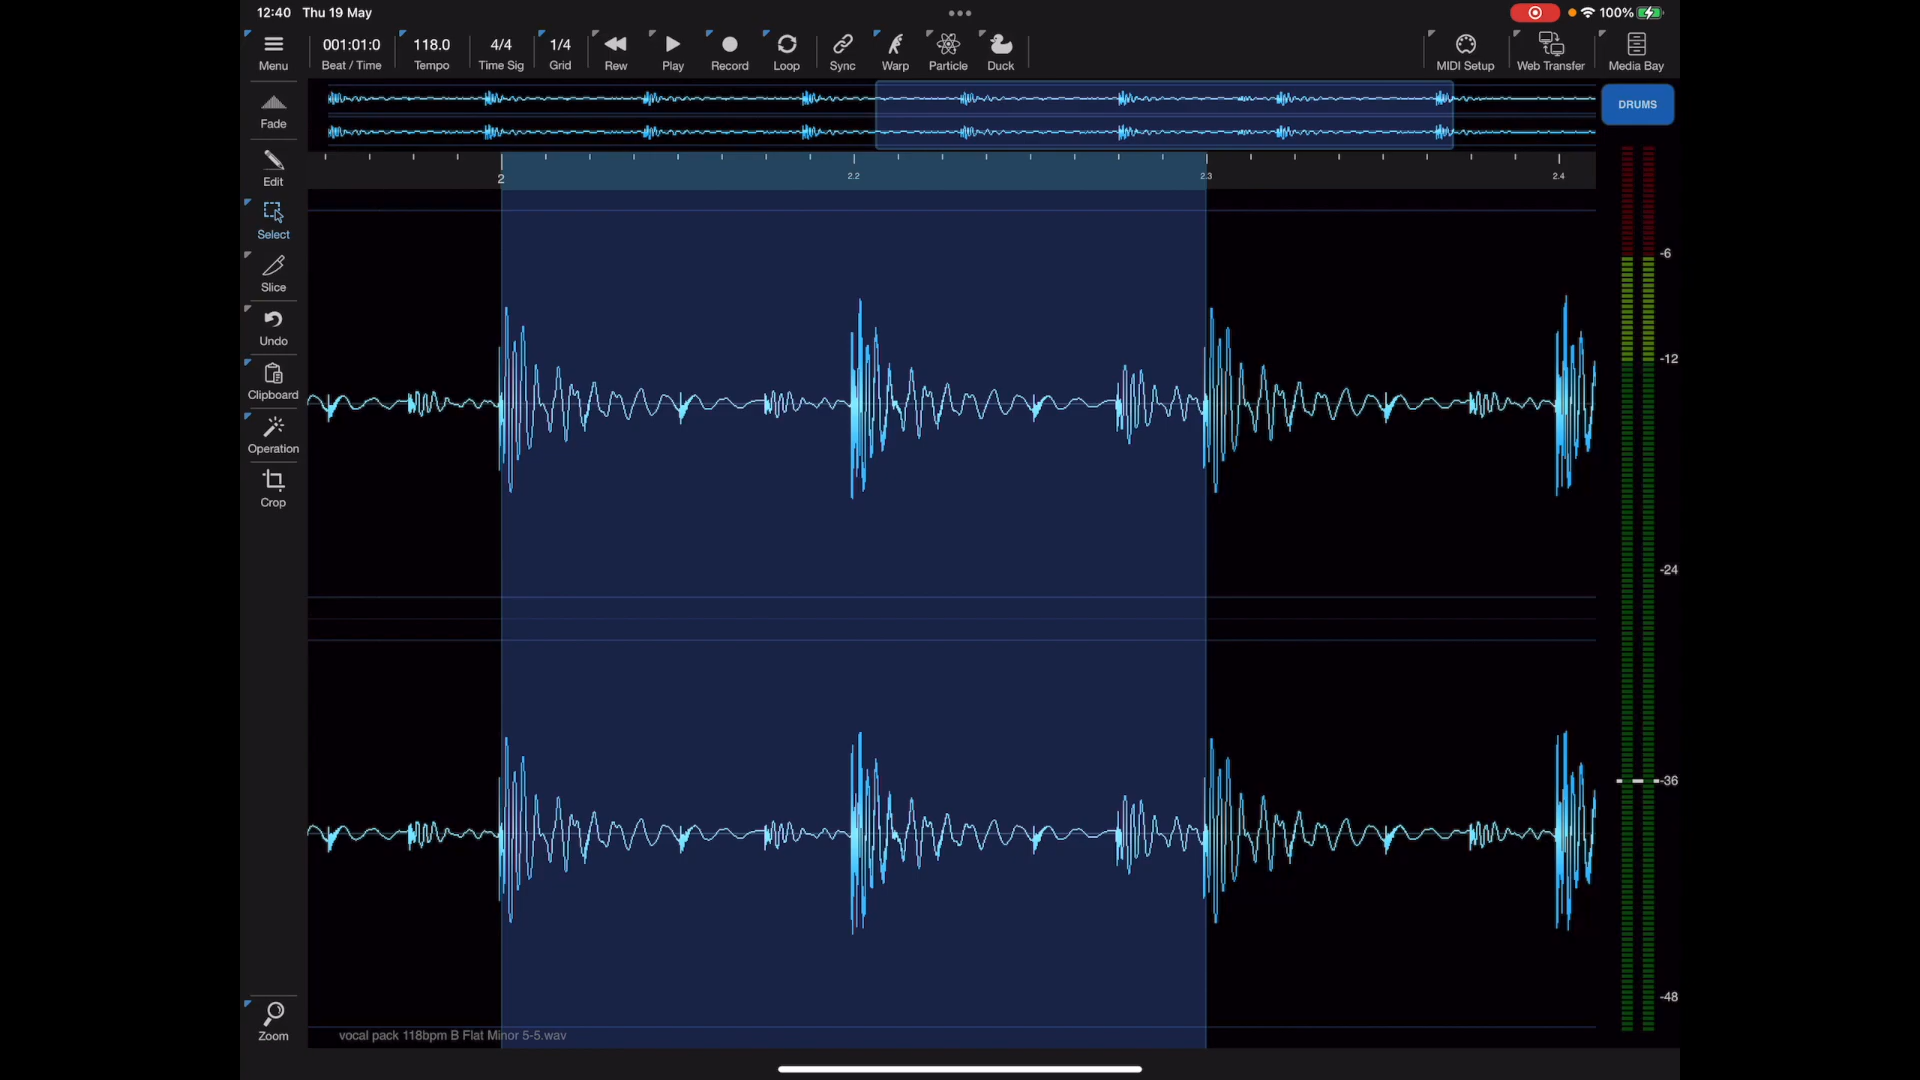 12:40 Thu 19 May
100%
001:01:0 118.0 4/4 1/4
Menu Beat / Time Tempo Time Sig Grid Rew Play Record Loop Sync Warp Particle Duck MIDI Setup Web Transfer Media Bay
Fade
DRUMS
Edit
2 2.2 2.3 2.4
Select
-6
Slice
Undo
-12
Clipboard
Operation
Crop
-24
-36
-48
Zoom
vocal pack 118bpm B Flat Minor 5-5.wav